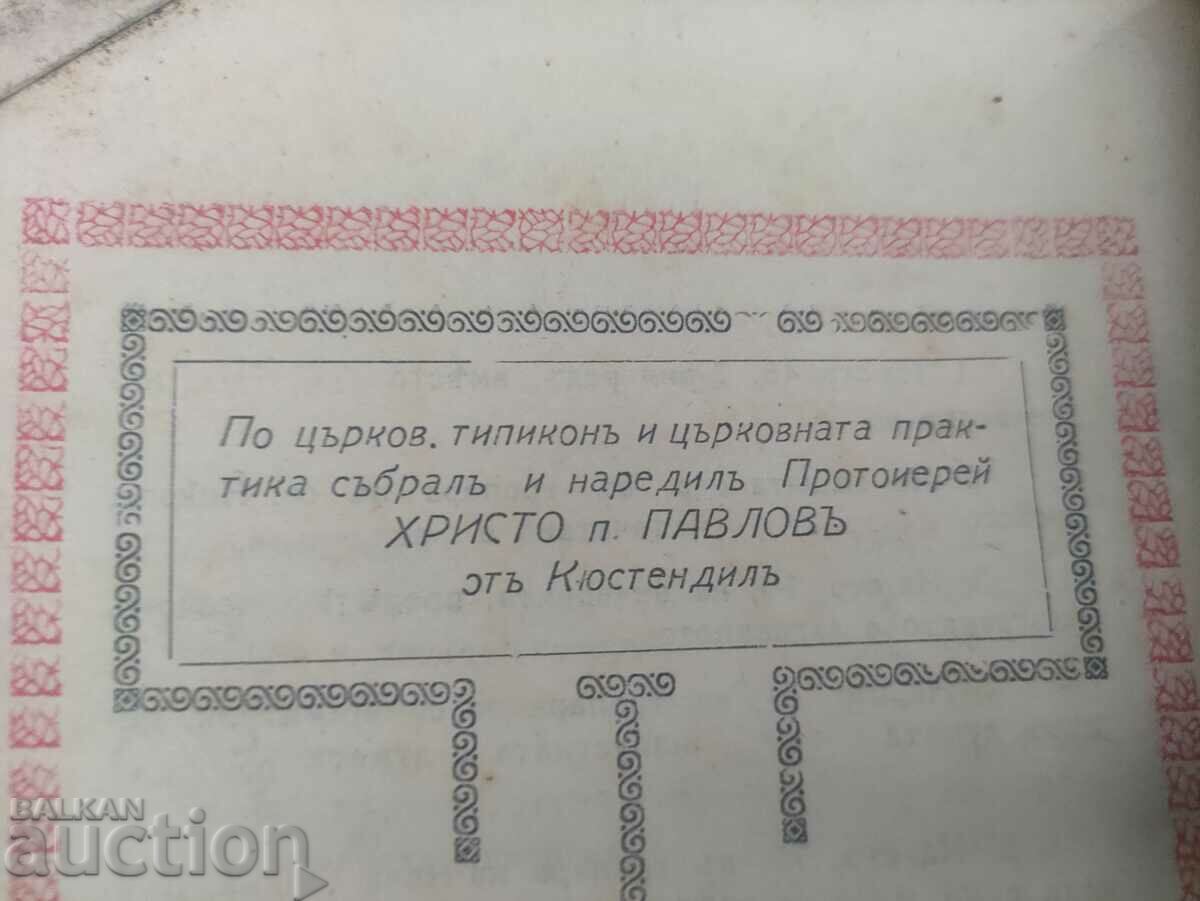 По църков. типиконъ и църковната прак-
тика събралъ и наредилъ Протоиерей
ХРИСТО п. ПАВЛОВЪ
отъ Кюстендилъ
BALKAN
auction